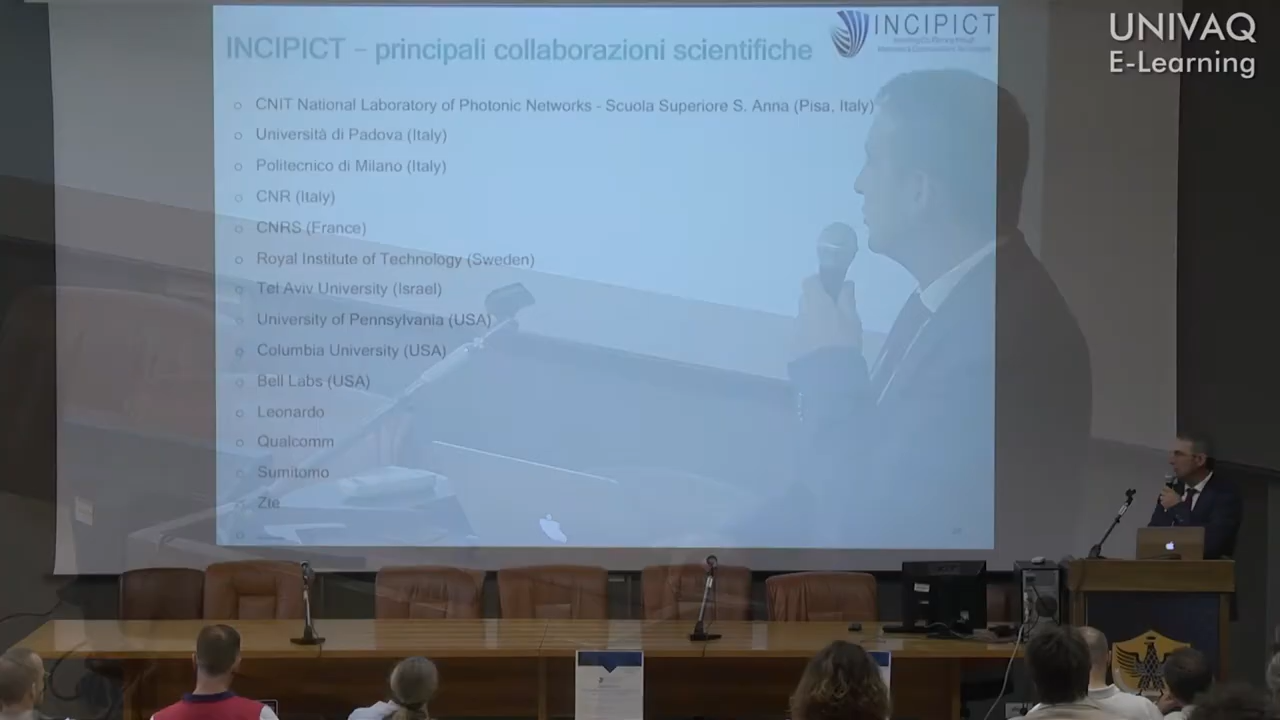 UNIVAQ
E-Learning
INCIPICT
INCIPICT – principali collaborazioni scientifiche
o CNIT National Laboratory of Photonic Networks - Scuola Superiore S. Anna (Pisa, Italy)
o Università di Padova (Italy)
o Politecnico di Milano (Italy)
o CNR (Italy)
o CNRS (France)
o Royal Institute of Technology (Sweden)
o Tel Aviv University (Israel)
o University of Pennsylvania (USA)
o Columbia University (USA)
o Bell Labs (USA)
o Leonardo
o Qualcomm
o Sumitomo
o Zte